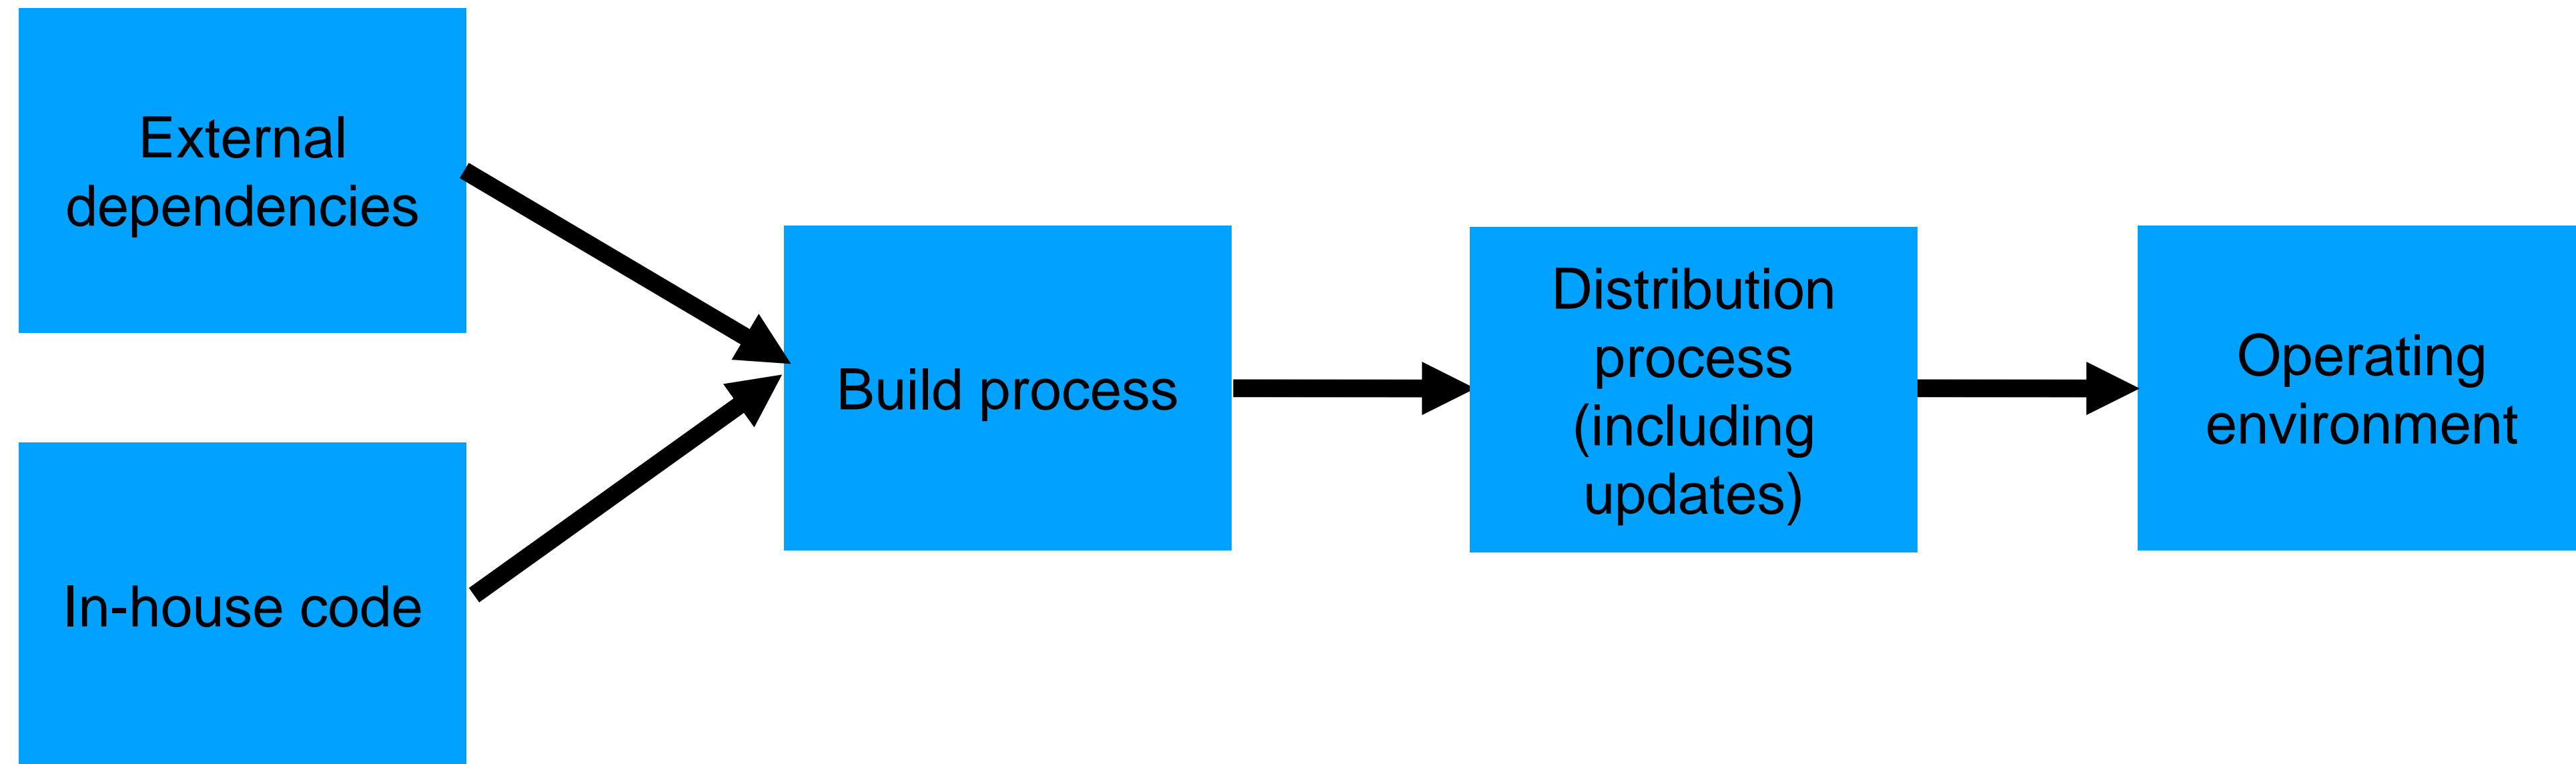 External
dependencies
In-house code
Build process
Distribution
process
(including
updates)
Operating
environment